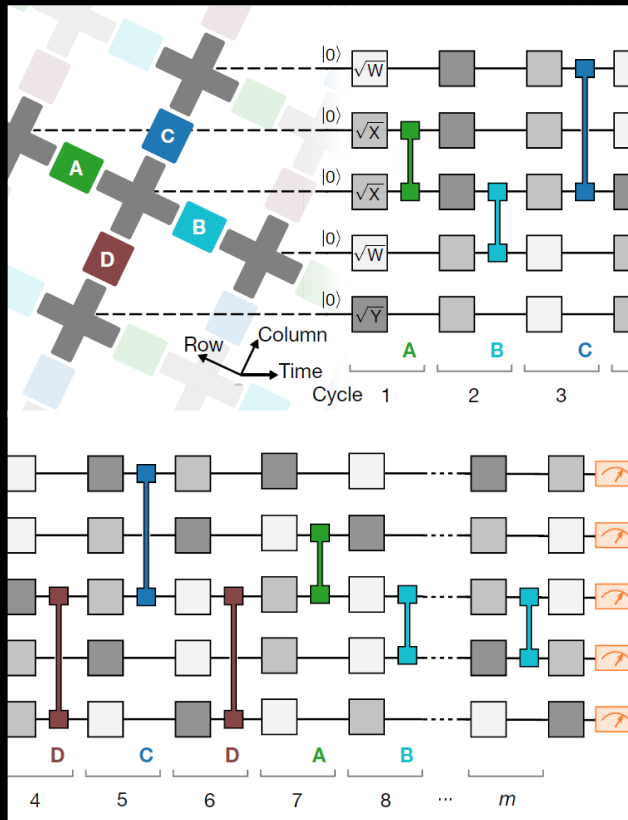 |0⟩ √W
|0⟩ √X
C
A
|0⟩ √X
B
|0⟩ √W
D
|0⟩ √Y
Row Column Time
A B C
Cycle 1 2 3
D C D A B
4 5 6 7 8 ... m